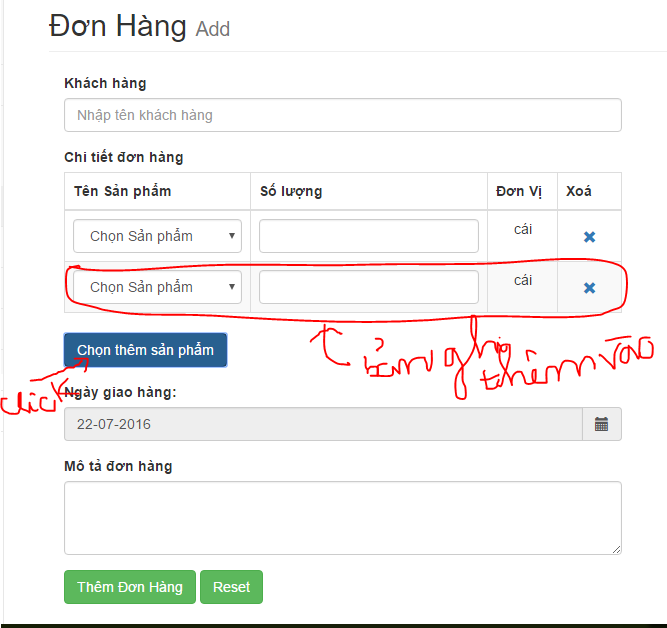 Đơn Hàng Add
Khách hàng
Nhập tên khách hàng
Chi tiết đơn hàng
Tên Sản phẩm Số lượng Đơn Vị Xoá
Chọn Sản phẩm cái
Chọn Sản phẩm cái
Chọn thêm sản phẩm
click
thêm vào
Ngày giao hàng:
22-07-2016
Mô tả đơn hàng
Thêm Đơn Hàng Reset